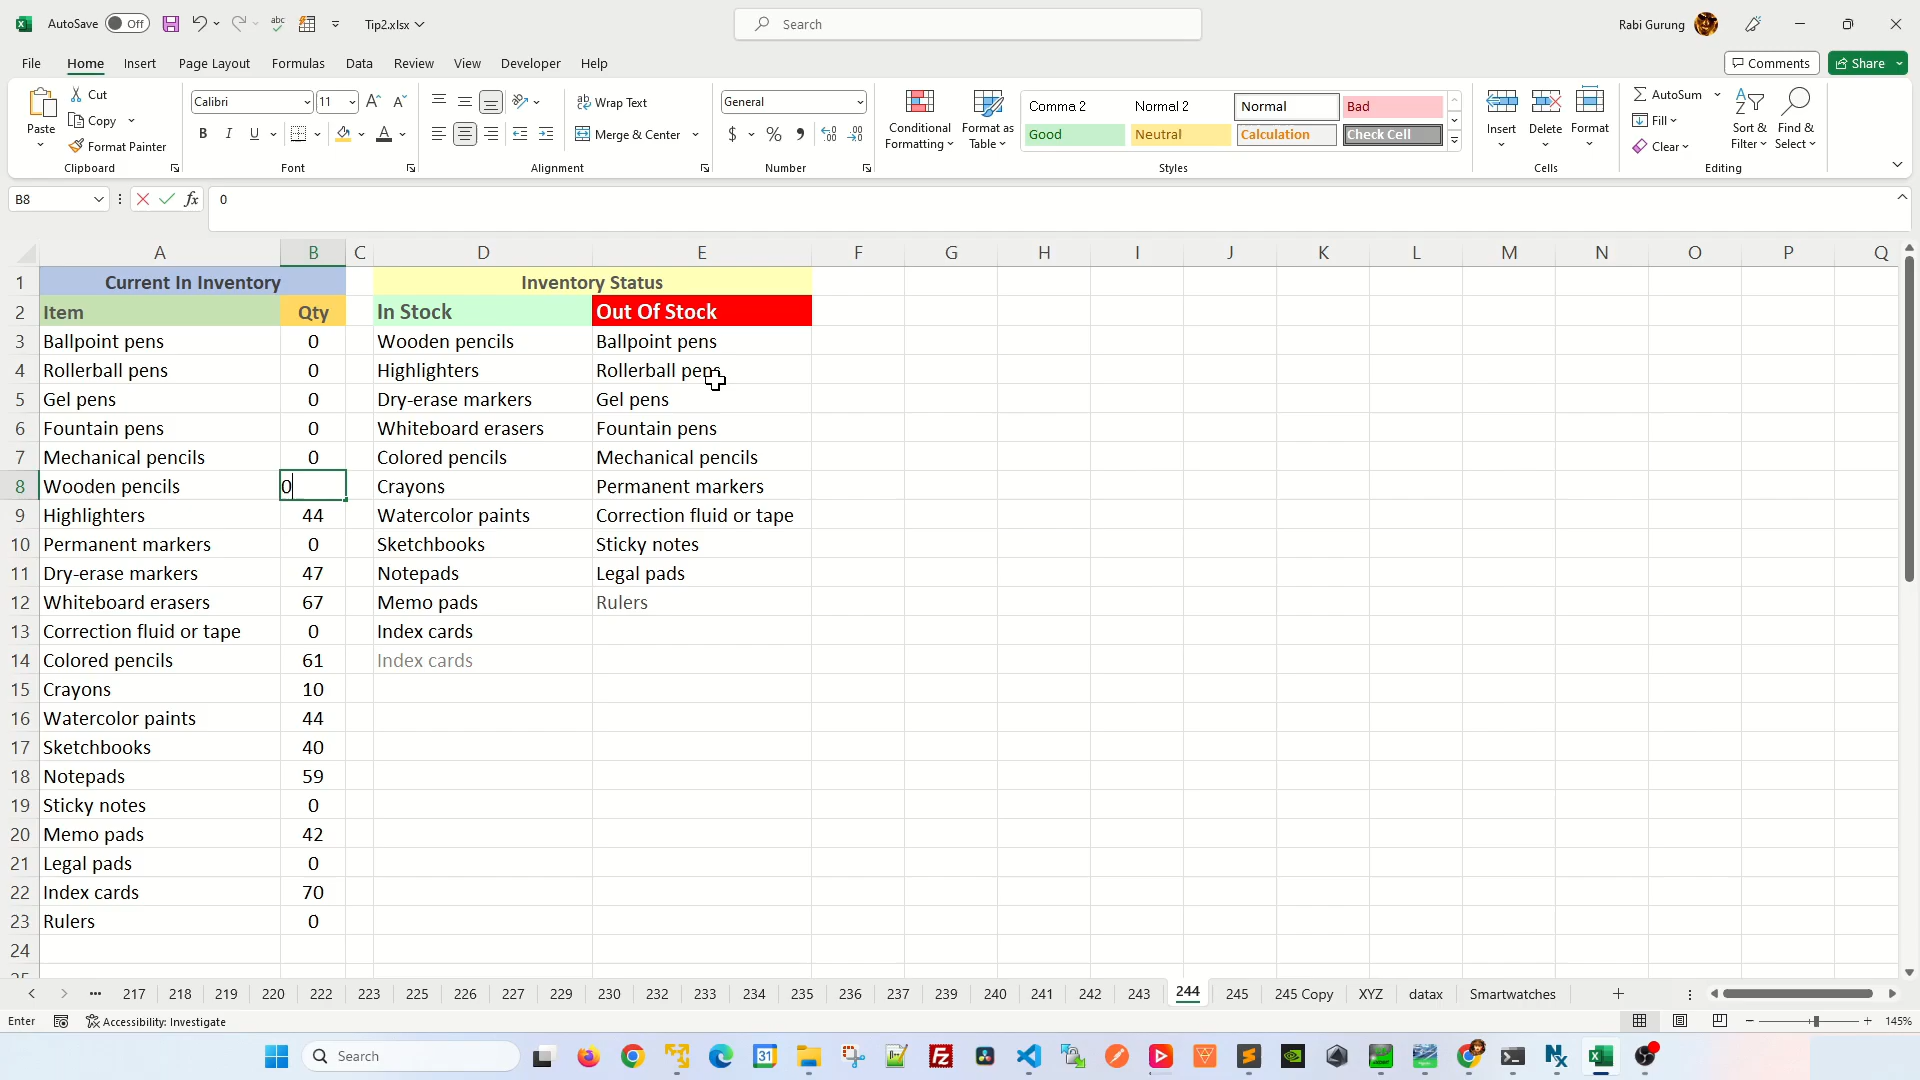 AutoSave Off Tip2.xlsx Search Rabi Gurung
File Home Insert Page Layout Formulas Data Review View Developer Help Comments Share
Paste Cut Copy Format Painter Clipboard
Calibri 11 B I U Font
Wrap Text Merge & Center Alignment
General $ % Number
Conditional Formatting Format as Table
Comma 2 Normal 2 Normal Bad
Good Neutral Calculation Check Cell
Styles
Insert Delete Format Cells
AutoSum Fill Clear Sort & Filter Find & Select Editing
B8 fx 0
A B C D E F G H I J K L M N O P Q
1 Current In Inventory Inventory Status
2 Item Qty In Stock Out Of Stock
3 Ballpoint pens 0 Wooden pencils Ballpoint pens
4 Rollerball pens 0 Highlighters Rollerball pens
5 Gel pens 0 Dry-erase markers Gel pens
6 Fountain pens 0 Whiteboard erasers Fountain pens
7 Mechanical pencils 0 Colored pencils Mechanical pencils
8 Wooden pencils 0 Crayons Permanent markers
9 Highlighters 44 Watercolor paints Correction fluid or tape
10 Permanent markers 0 Sketchbooks Sticky notes
11 Dry-erase markers 47 Notepads Legal pads
12 Whiteboard erasers 67 Memo pads Rulers
13 Correction fluid or tape 0 Index cards
14 Colored pencils 61 Index cards
15 Crayons 10
16 Watercolor paints 44
17 Sketchbooks 40
18 Notepads 59
19 Sticky notes 0
20 Memo pads 42
21 Legal pads 0
22 Index cards 70
23 Rulers 0
24
217 218 219 220 222 223 225 226 227 229 230 232 233 234 235 236 237 239 240 241 242 243 244 245 245 Copy XYZ datax Smartwatches
Enter Accessibility: Investigate 145%
Search